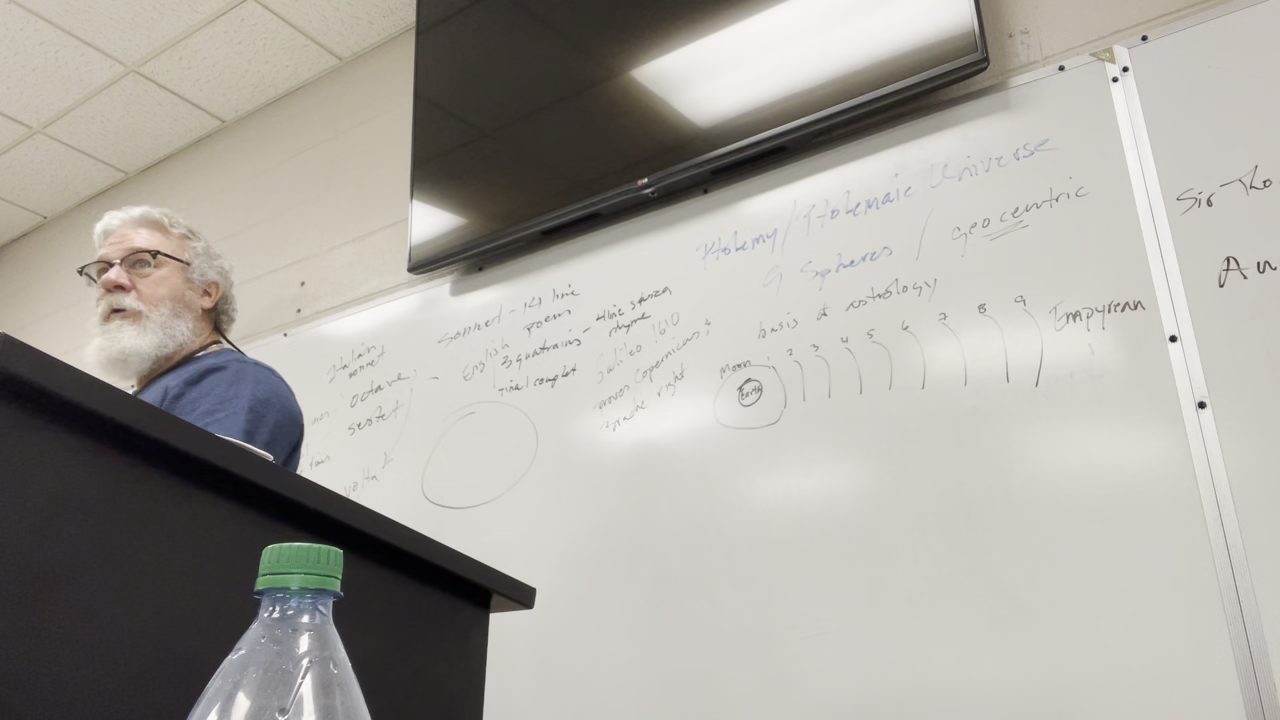 Italian
sonnet
octave
sestet
volta
Sonnet - 14 line
poem
English
3 quatrains - 4 line stanza
rhyme
final couplet
Galileo 1610
proves Copernicus
right
Ptolemy / Ptolemaic Universe
9 Spheres / geocentric
basis of astrology
Moon 1 2 3 4 5 6 7 8 9 Empyrean
Earth
Sir Tho